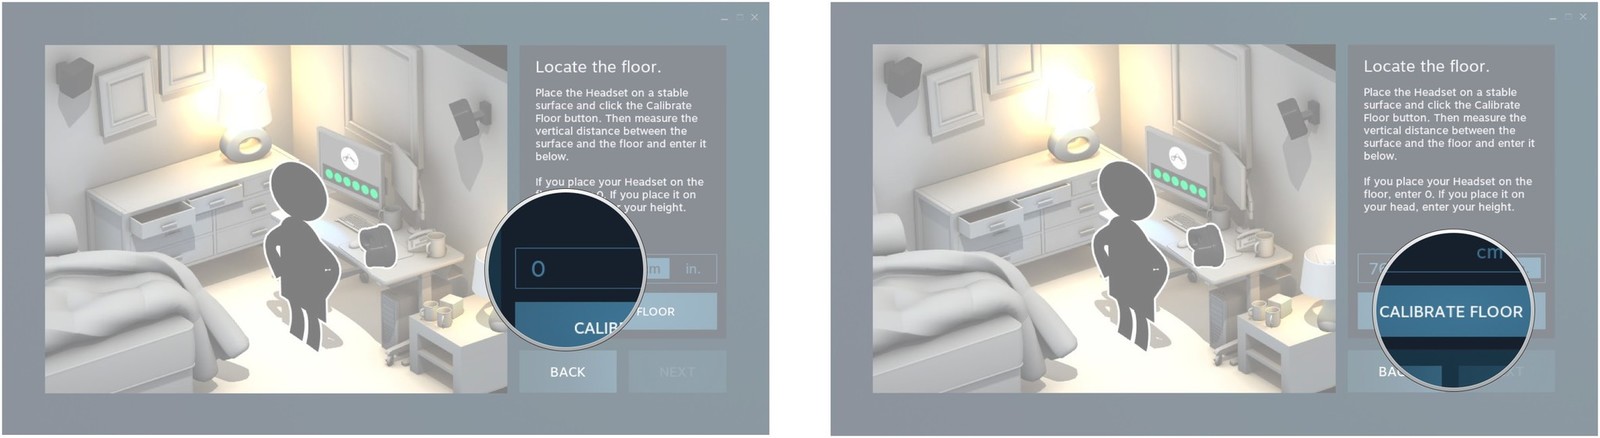 Locate the floor.
Place the Headset on a stable
surface and click the Calibrate
Floor button. Then measure the
vertical distance between the
surface and the floor and enter it
below.
If you place your Headset on the
0. If you place it on
your height.
0
m
in.
CALIB
FLOOR
BACK
NEXT
Locate the floor.
Place the Headset on a stable
surface and click the Calibrate
Floor button. Then measure the
vertical distance between the
surface and the floor and enter it
below.
If you place your Headset on the
floor, enter 0. If you place it on
your head, enter your height.
76
cm
CALIBRATE FLOOR
BAC
T